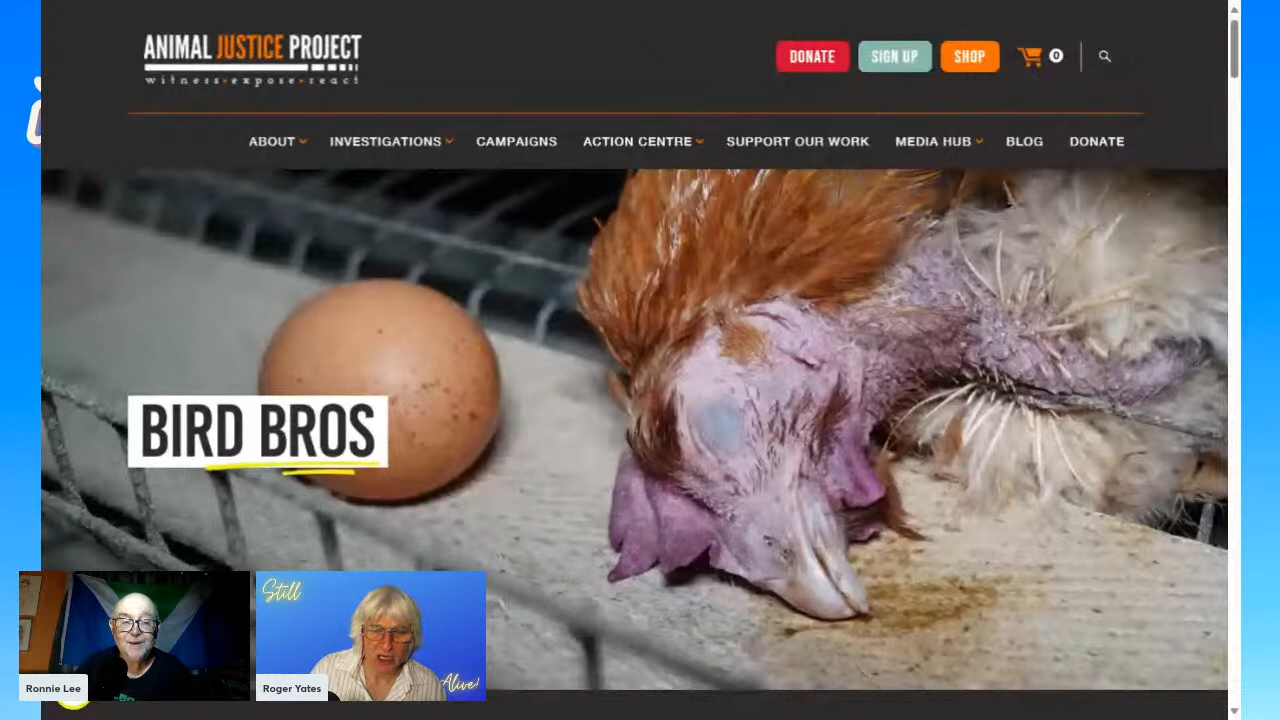 ANIMAL JUSTICE PROJECT
witness•expose•react
DONATE
SIGN UP
SHOP
0
ABOUT
INVESTIGATIONS
CAMPAIGNS
ACTION CENTRE
SUPPORT OUR WORK
MEDIA HUB
BLOG
DONATE
BIRD BROS
Still
Alive!
Ronnie Lee
Roger Yates